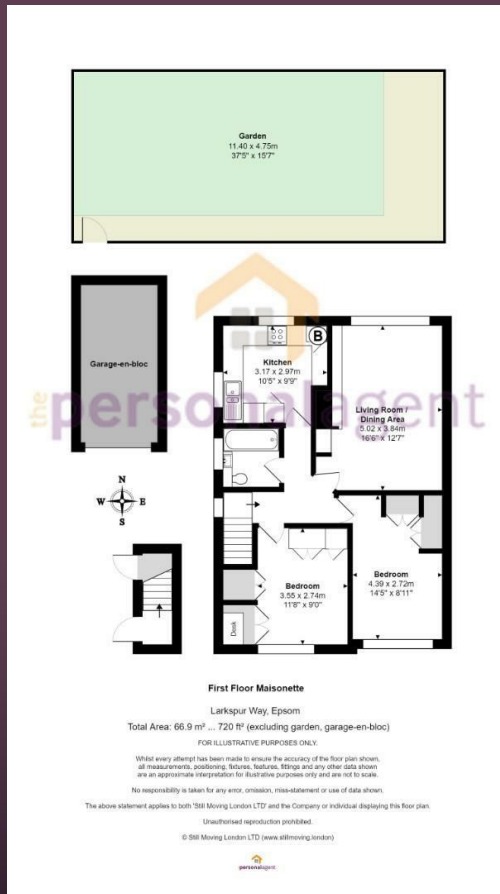 Garden
11.40 x 4.75m
37'5" x 15'7"
Garage-en-bloc
B
Kitchen
3.17 x 2.97m
10'5" x 9'9"
the personalagent
Living Room /
Dining Area
5.02 x 3.84m
16'6" x 12'7"
N
W E
S
Bedroom
3.55 x 2.74m
11'8" x 9'0"
Bedroom
4.39 x 2.72m
14'5" x 8'11"
Desk
First Floor Maisonette
Larkspur Way, Epsom
Total Area: 66.9 m² ... 720 ft² (excluding garden, garage-en-bloc)
FOR ILLUSTRATIVE PURPOSES ONLY.
Whilst every attempt has been made to ensure the accuracy of the floor plan shown,
all measurements, positioning, fixtures, features, fittings and any other data shown
are an approximate interpretation for illustrative purposes only and are not to scale.
No responsibility is taken for any error, omission, miss-statement or use of data shown.
The above statement applies to both 'Still Moving London LTD' and the Company or individual displaying this floor plan.
Unauthorised reproduction prohibited.
© Still Moving London LTD (www.stillmoving.london)
personalagent